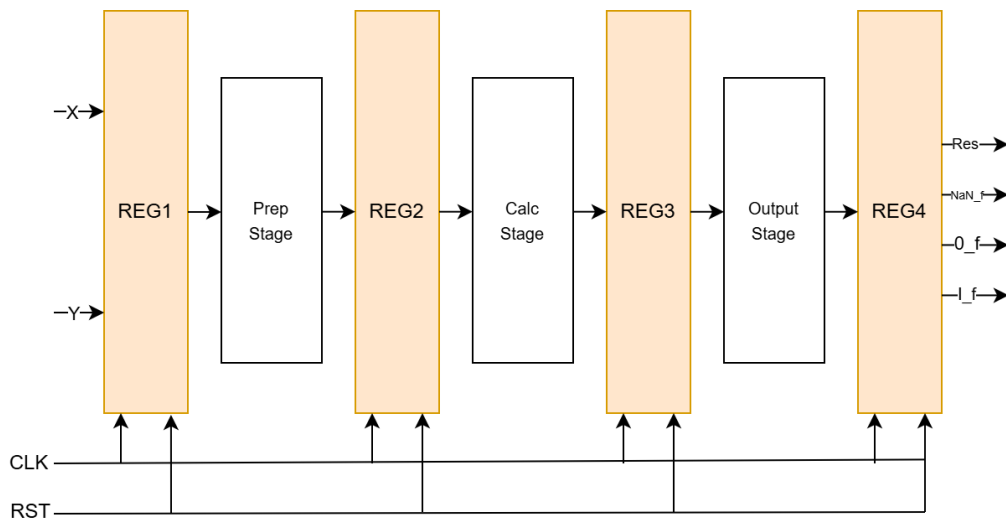 X
Y
REG1
Prep
Stage
REG2
Calc
Stage
REG3
Output
Stage
REG4
Res
NaN_f
0_f
I_f
CLK
RST